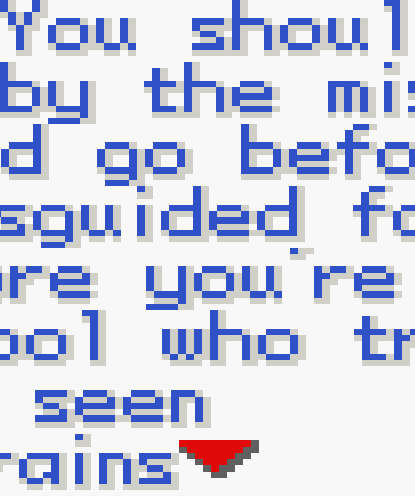 You shoul
by the mis
d go befo
sguided fo
re you're
ool who tr
seen
rains